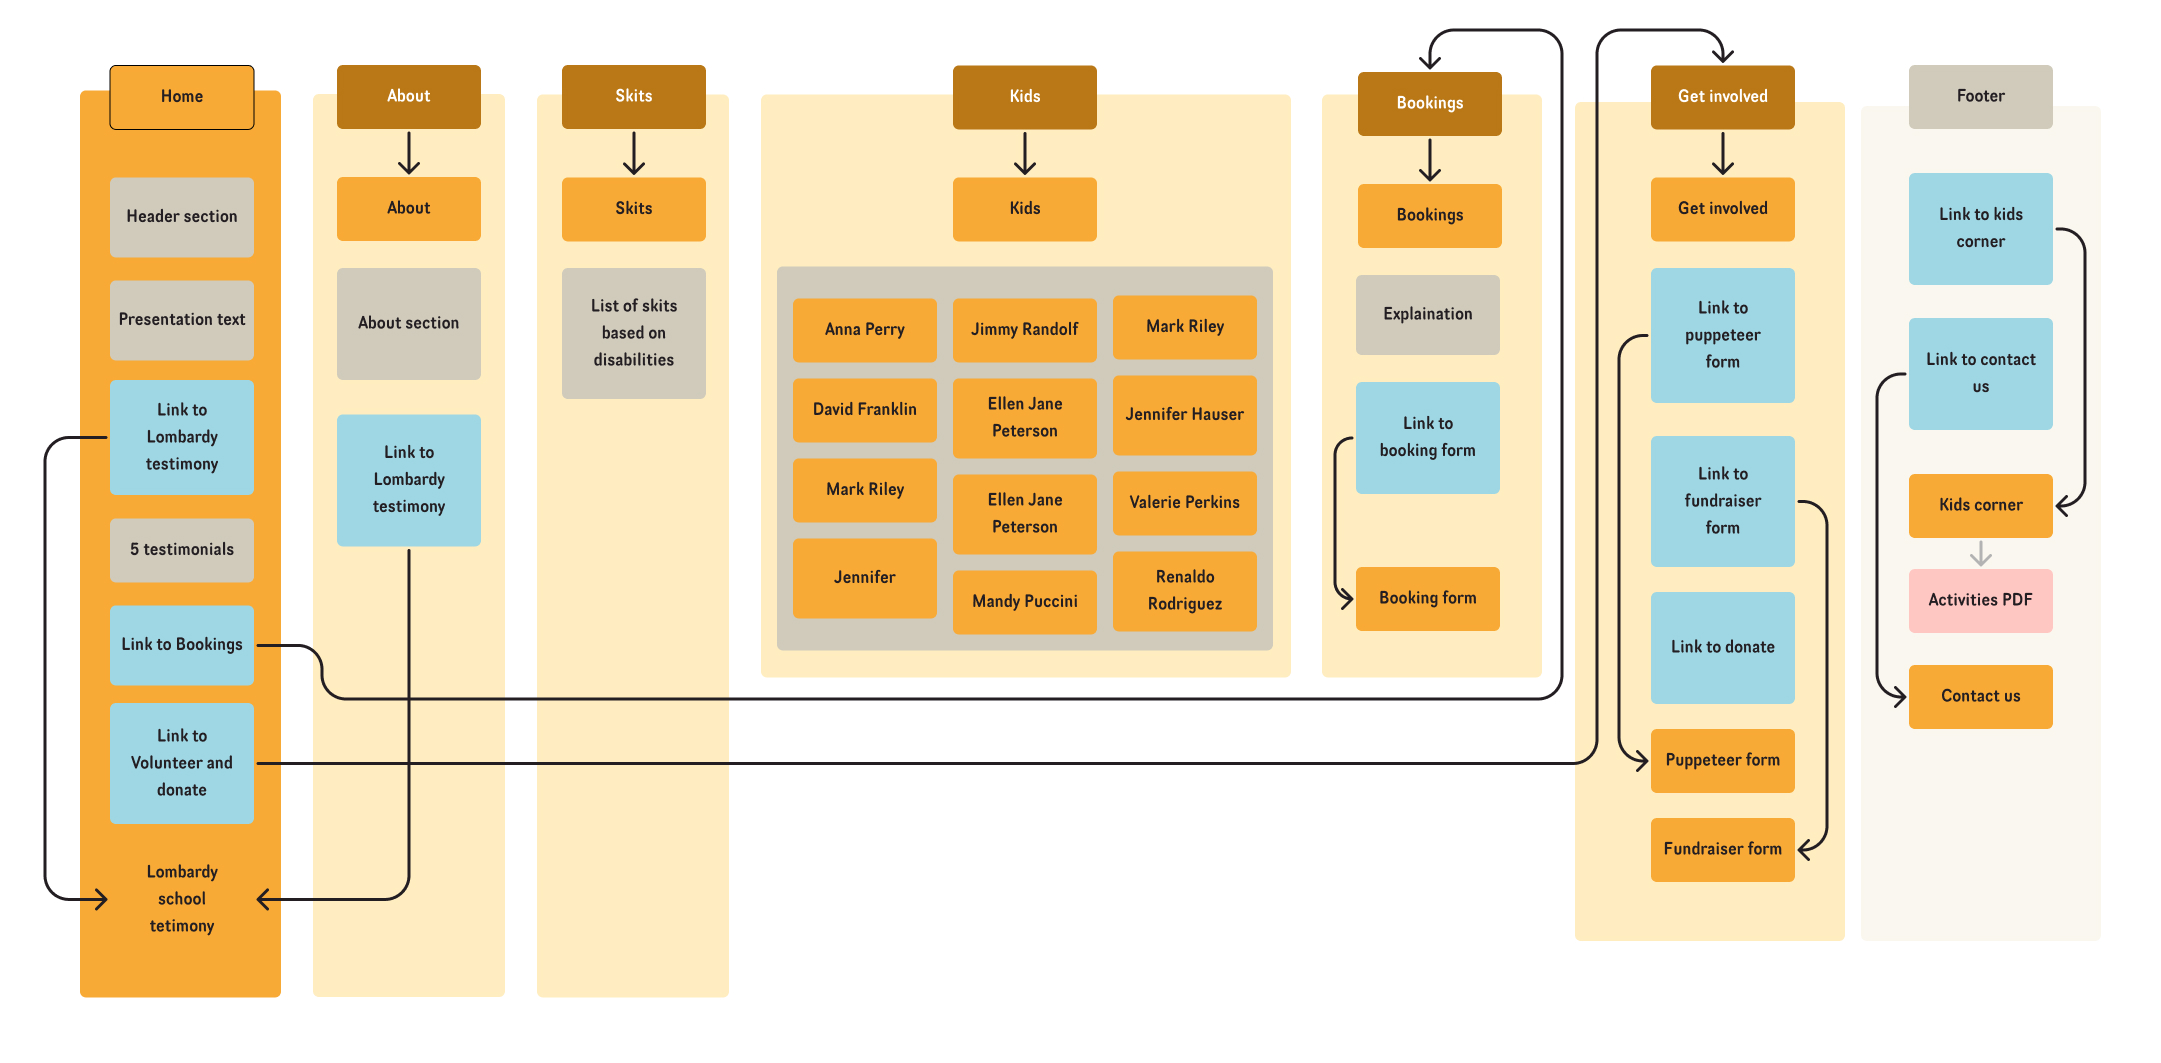 Home
Header section
Presentation text
Link to
Lombardy
testimony
5 testimonials
Link to Bookings
Link to
Volunteer and
donate
Lombardy
school
tetimony
About
About
About section
Link to
Lombardy
testimony
Skits
Skits
List of skits
based on
disabilities
Kids
Kids
Anna Perry
David Franklin
Mark Riley
Jennifer
Jimmy Randolf
Ellen Jane
Peterson
Ellen Jane
Peterson
Mandy Puccini
Mark Riley
Jennifer Hauser
Valerie Perkins
Renaldo
Rodriguez
Bookings
Bookings
Explaination
Link to
booking form
Booking form
Get involved
Get involved
Link to
puppeteer
form
Link to
fundraiser
form
Link to donate
Puppeteer form
Fundraiser form
Footer
Link to kids
corner
Link to contact
us
Kids corner
Activities PDF
Contact us